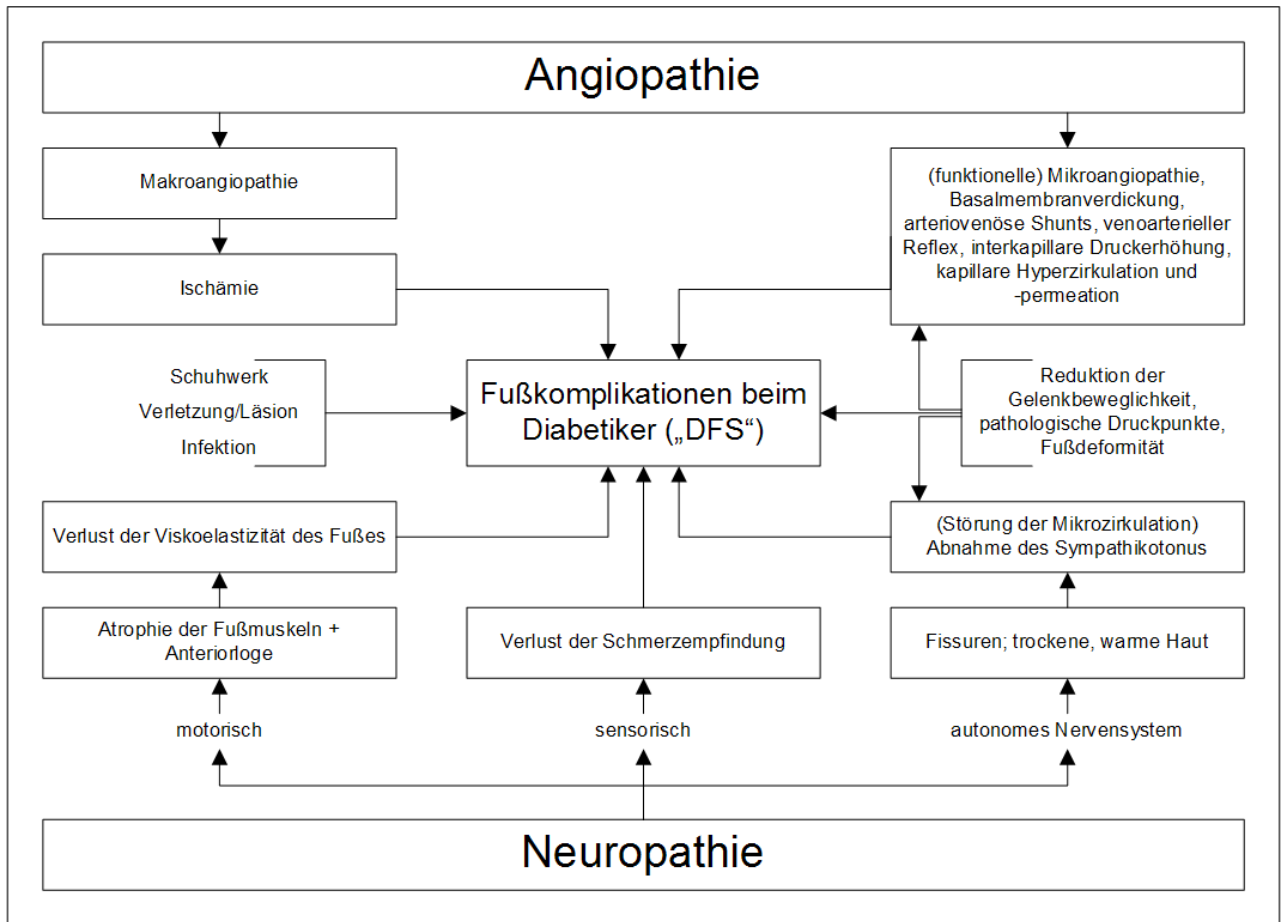 Angiopathie
Makroangiopathie
(funktionelle) Mikroangiopathie,
Basalmembranverdickung,
arteriovenöse Shunts, venoarterieller
Reflex, interkapillare Druckerhöhung,
kapillare Hyperzirkulation und
-permeation
Ischämie
Schuhwerk
Verletzung/Läsion
Infektion
Fußkomplikationen beim
Diabetiker („DFS“)
Reduktion der
Gelenkbeweglichkeit,
pathologische Druckpunkte,
Fußdeformität
Verlust der Viskoelastizität des Fußes
(Störung der Mikrozirkulation)
Abnahme des Sympathikotonus
Atrophie der Fußmuskeln +
Anteriorloge
Verlust der Schmerzempfindung
Fissuren; trockene, warme Haut
motorisch
sensorisch
autonomes Nervensystem
Neuropathie